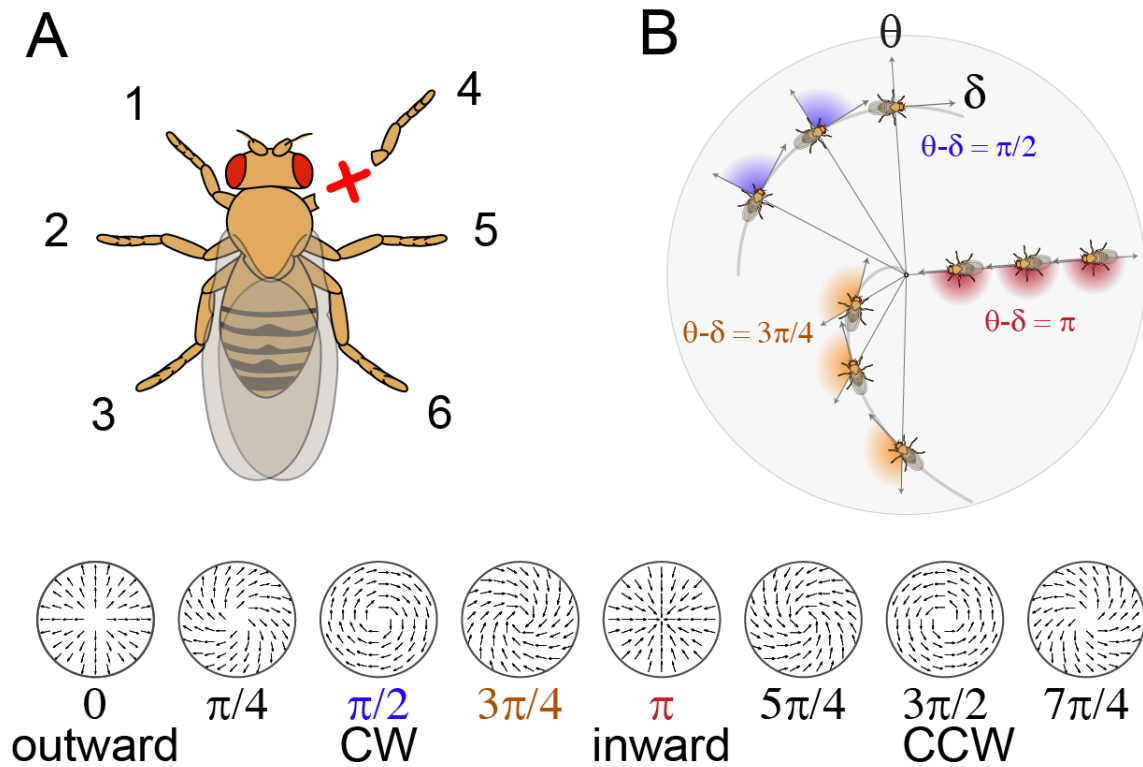 A
1
2
3
4
5
6
B
θ
δ
θ-δ = π/2
θ-δ = 3π/4
θ-δ = π
0 π/4 π/2 3π/4 π 5π/4 3π/2 7π/4
outward CW inward CCW